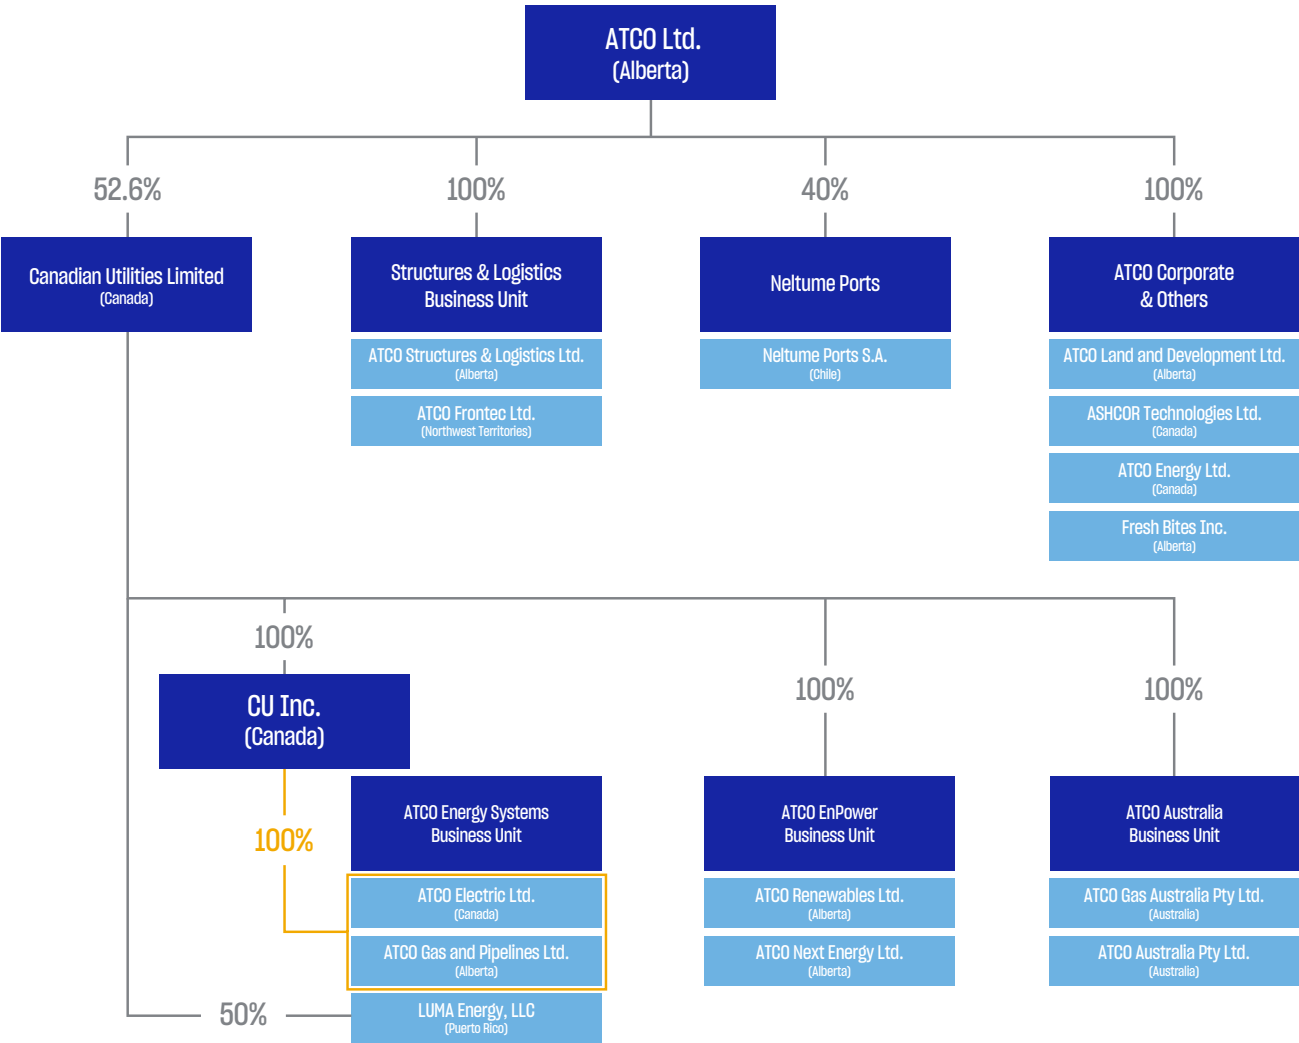 ATCO Ltd.
(Alberta)
52.6%
100%
40%
100%
Canadian Utilities Limited
(Canada)
Structures & Logistics
Business Unit
Neltume Ports
ATCO Corporate
& Others
ATCO Structures & Logistics Ltd.
(Alberta)
ATCO Frontec Ltd.
(Northwest Territories)
Neltume Ports S.A.
(Chile)
ATCO Land and Development Ltd.
(Alberta)
ASHCOR Technologies Ltd.
(Canada)
ATCO Energy Ltd.
(Canada)
Fresh Bites Inc.
(Alberta)
100%
CU Inc.
(Canada)
100%
100%
100%
ATCO Energy Systems
Business Unit
ATCO Electric Ltd.
(Canada)
ATCO Gas and Pipelines Ltd.
(Alberta)
50%
LUMA Energy, LLC
(Puerto Rico)
ATCO EnPower
Business Unit
ATCO Renewables Ltd.
(Alberta)
ATCO Next Energy Ltd.
(Alberta)
ATCO Australia
Business Unit
ATCO Gas Australia Pty Ltd.
(Australia)
ATCO Australia Pty Ltd.
(Australia)